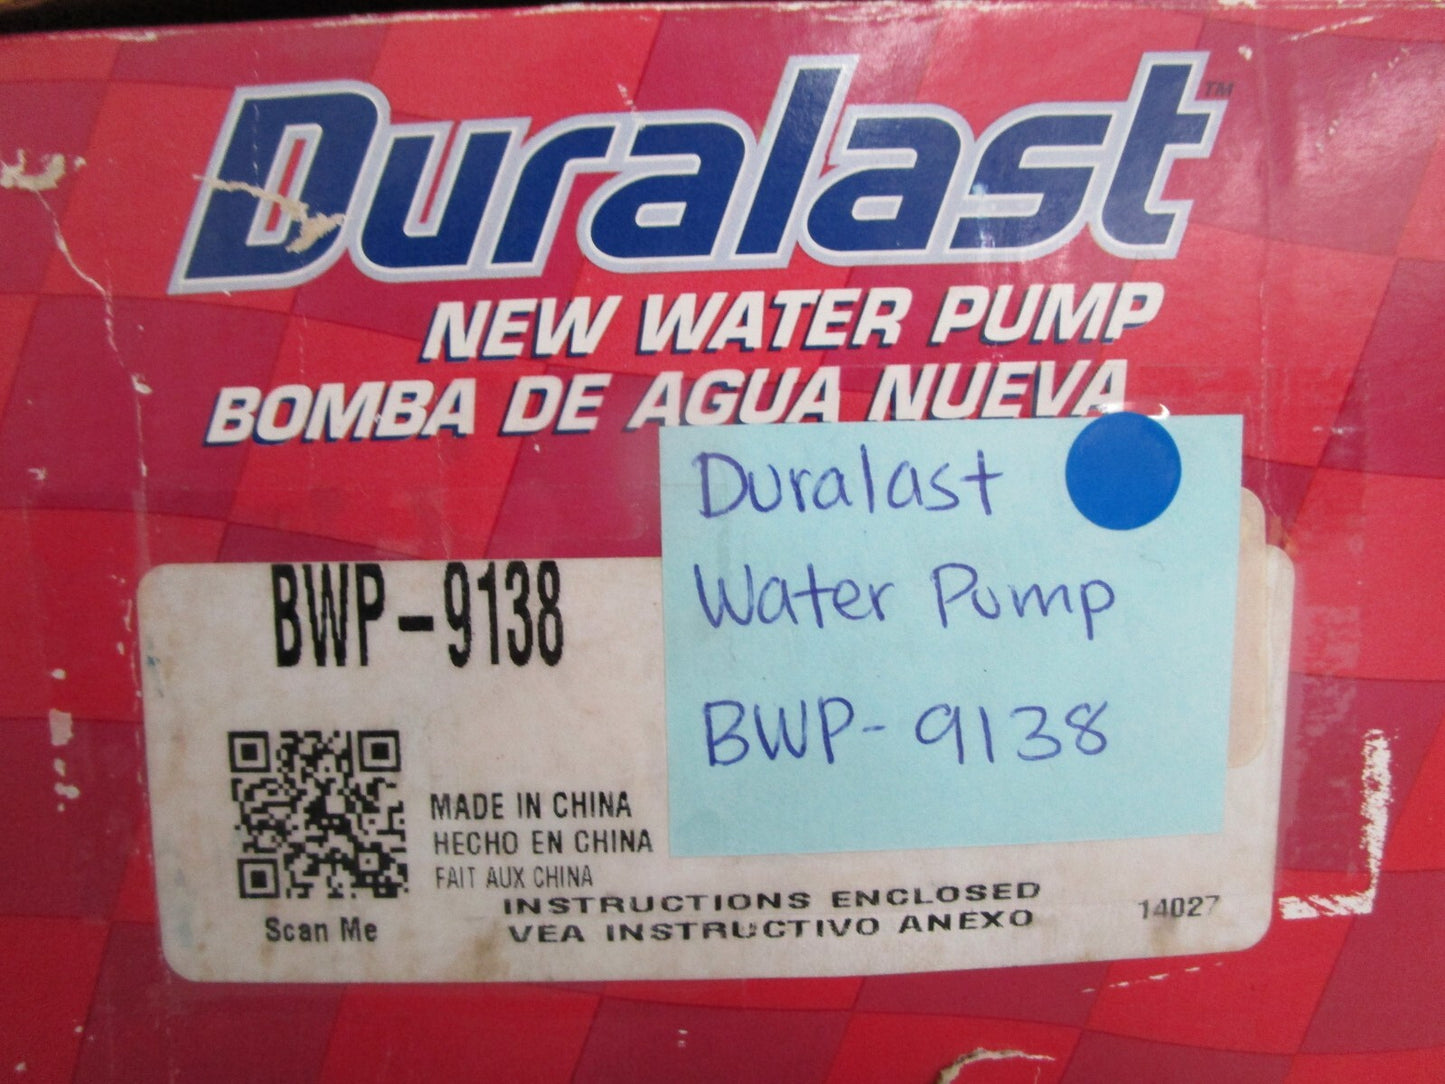 Duralast™
NEW WATER PUMP
BOMBA DE AGUA NUEVA
Duralast
Water Pump
BWP-9138
BWP-9138
MADE IN CHINA
HECHO EN CHINA
FAIT AUX CHINA
Scan Me
INSTRUCTIONS ENCLOSED
VEA INSTRUCTIVO ANEXO
14027